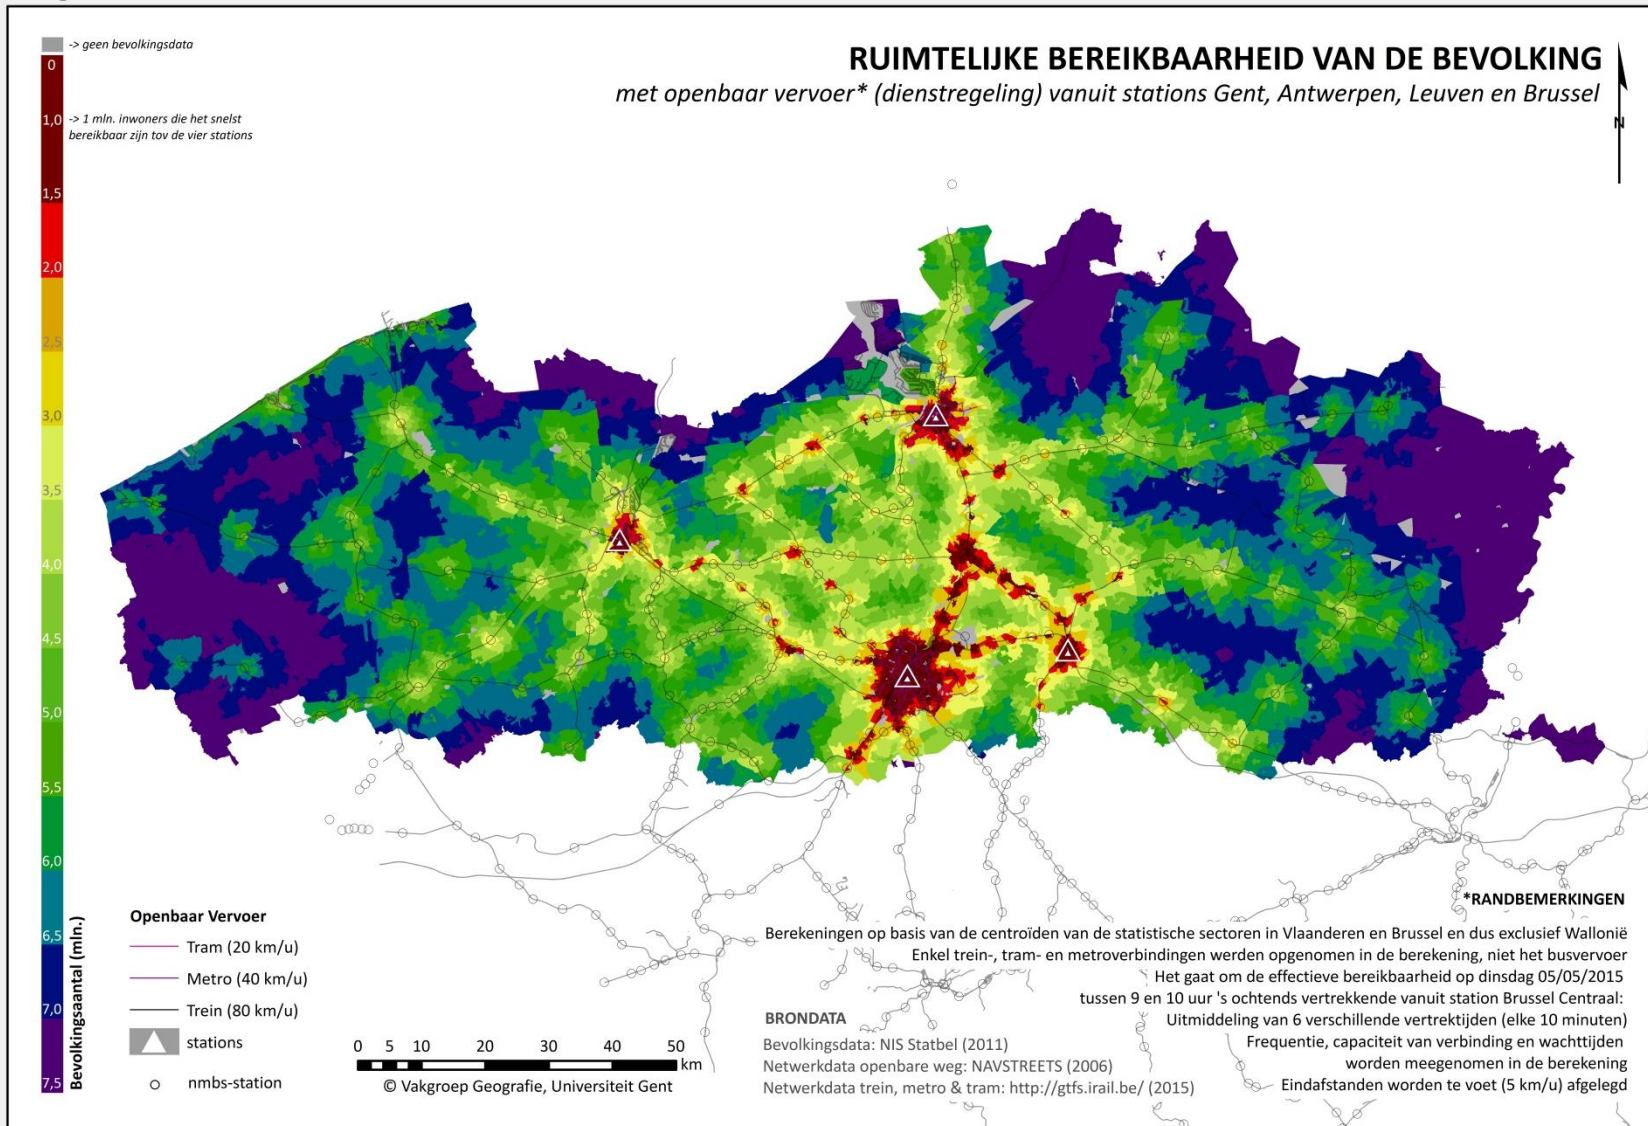 -> geen bevolkingsdata
0
1,0
-> 1 mln. inwoners die het snelst
bereikbaar zijn tov de vier stations
1,5
2,0
2,5
3,0
3,5
4,0
4,5
5,0
5,5
6,0
6,5
7,0
7,5
Bevolkingsaantal (mln.)
RUIMTELIJKE BEREIKBAARHEID VAN DE BEVOLKING
met openbaar vervoer* (dienstregeling) vanuit stations Gent, Antwerpen, Leuven en Brussel
N
Openbaar Vervoer
Tram (20 km/u)
Metro (40 km/u)
Trein (80 km/u)
stations
nmbs-station
0 5 10 20 30 40 50
km
© Vakgroep Geografie, Universiteit Gent
BRONDATA
Bevolkingsdata: NIS Statbel (2011)
Netwerkdata openbare weg: NAVSTREETS (2006)
Netwerkdata trein, metro & tram: http://gtfs.irail.be/ (2015)
*RANDBEMERKINGEN
Berekeningen op basis van de centroïden van de statistische sectoren in Vlaanderen en Brussel en dus exclusief Wallonië
Enkel trein-, tram- en metroverbindingen werden opgenomen in de berekening, niet het busvervoer
Het gaat om de effectieve bereikbaarheid op dinsdag 05/05/2015
tussen 9 en 10 uur 's ochtends vertrekkende vanuit station Brussel Centraal:
Uitmiddeling van 6 verschillende vertrektijden (elke 10 minuten)
Frequentie, capaciteit van verbinding en wachttijden
worden meegenomen in de berekening
Eindafstanden worden te voet (5 km/u) afgelegd